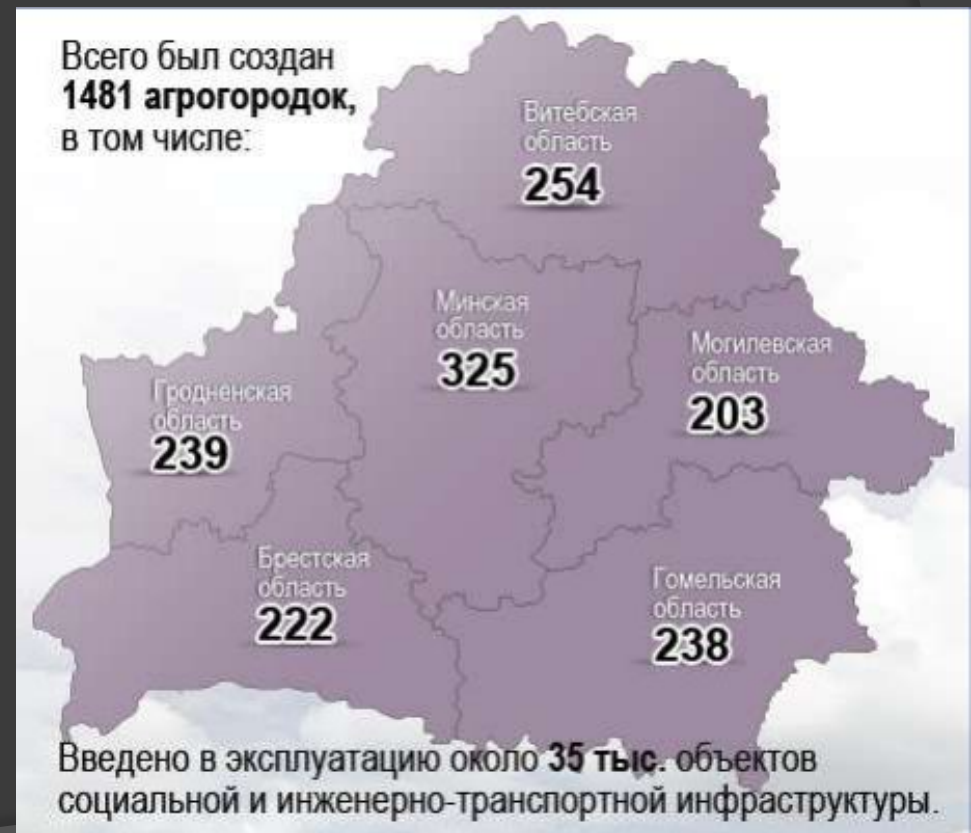 Всего был создан
1481 агрогородок,
в том числе:
Витебская
область
254
Минская
область
325
Могилевская
область
203
Гродненская
область
239
Брестская
область
222
Гомельская
область
238
Введено в эксплуатацию около 35 тыс. объектов
социальной и инженерно-транспортной инфраструктуры.